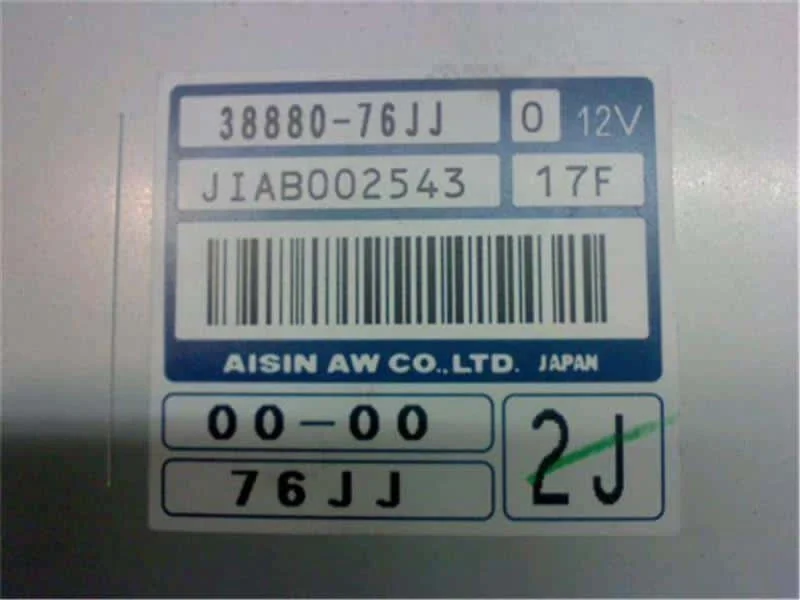 38880-76JJ 0 12V
JIAB002543 17F
AISIN AW CO.,LTD. JAPAN
00-00
76JJ
2J